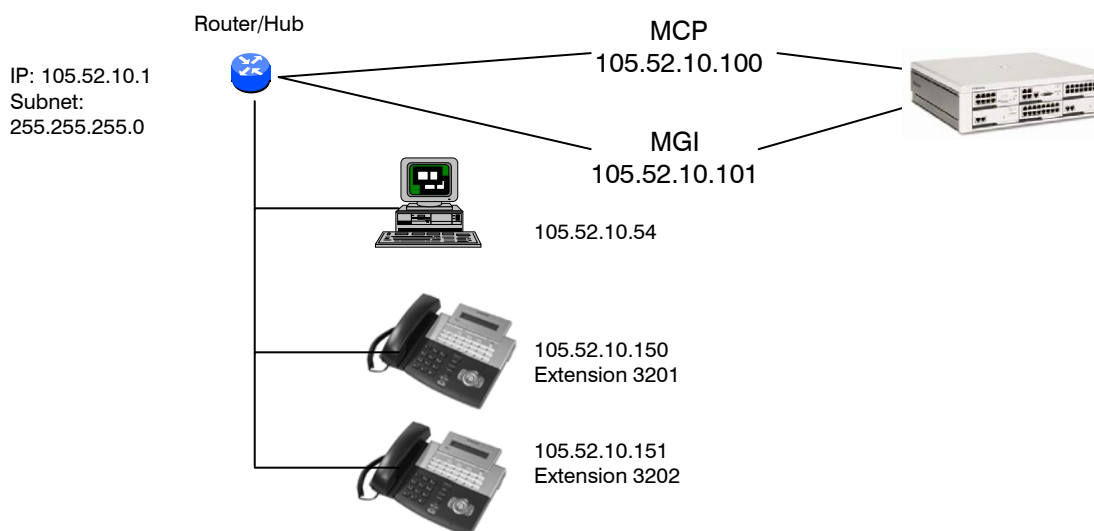 Router/Hub
IP: 105.52.10.1
Subnet:
255.255.255.0
MCP
105.52.10.100
MGI
105.52.10.101
105.52.10.54
105.52.10.150
Extension 3201
105.52.10.151
Extension 3202